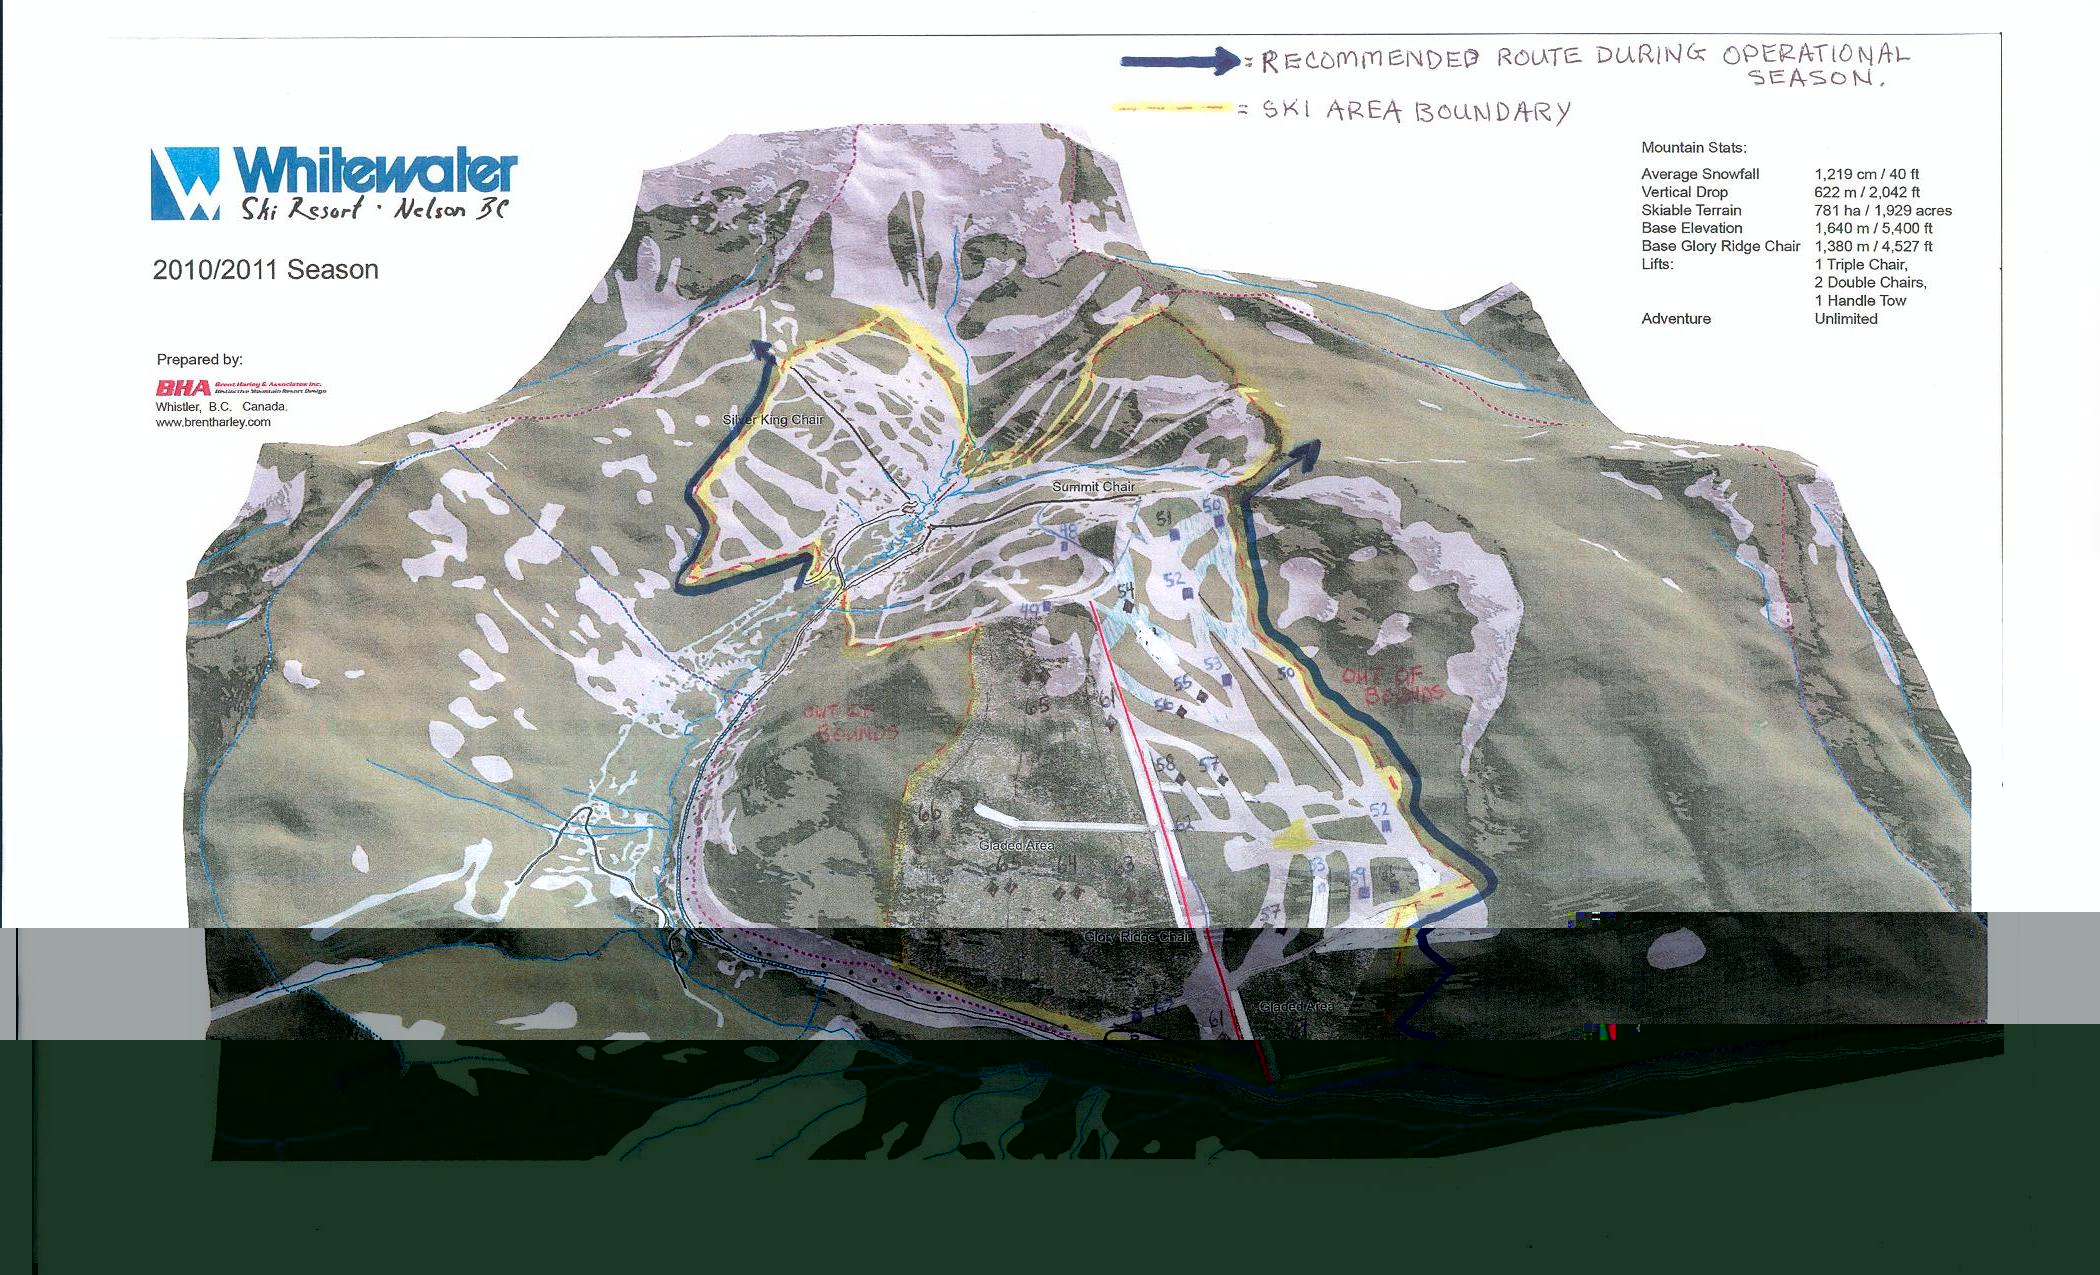 = RECOMMENDED ROUTE DURING OPERATIONAL
SEASON.
= SKI AREA BOUNDARY
Whitewater
Ski Resort · Nelson BC
2010/2011 Season
Prepared by:
BHA Brent Harley & Associates Inc.
Whistler, B.C. Canada.
www.brentharley.com
Mountain Stats:
Average Snowfall 1,219 cm / 40 ft
Vertical Drop 622 m / 2,042 ft
Skiable Terrain 781 ha / 1,929 acres
Base Elevation 1,640 m / 5,400 ft
Base Glory Ridge Chair 1,380 m / 4,527 ft
Lifts: 1 Triple Chair,
2 Double Chairs,
1 Handle Tow
Adventure Unlimited
Silver King Chair
Summit Chair
50
51
48
52
54
49
53
50
55
56
61
65
OUT OF
BOUNDS
OUT OF
BOUNDS
58
57
52
66
62
Gladed Area
65
64
53
59
57
Glory Ridge Chair
Gladed Area
61